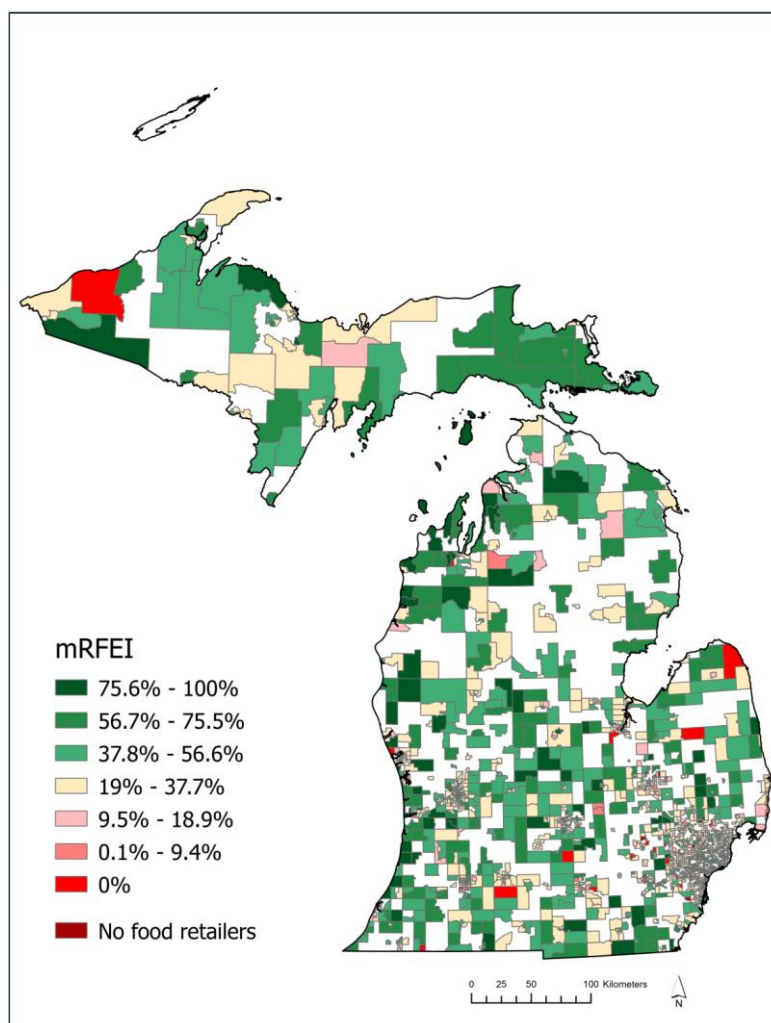 mRFEI
75.6% - 100%
56.7% - 75.5%
37.8% - 56.6%
19% - 37.7%
9.5% - 18.9%
0.1% - 9.4%
0%
No food retailers
0 25 50 100 Kilometers
N